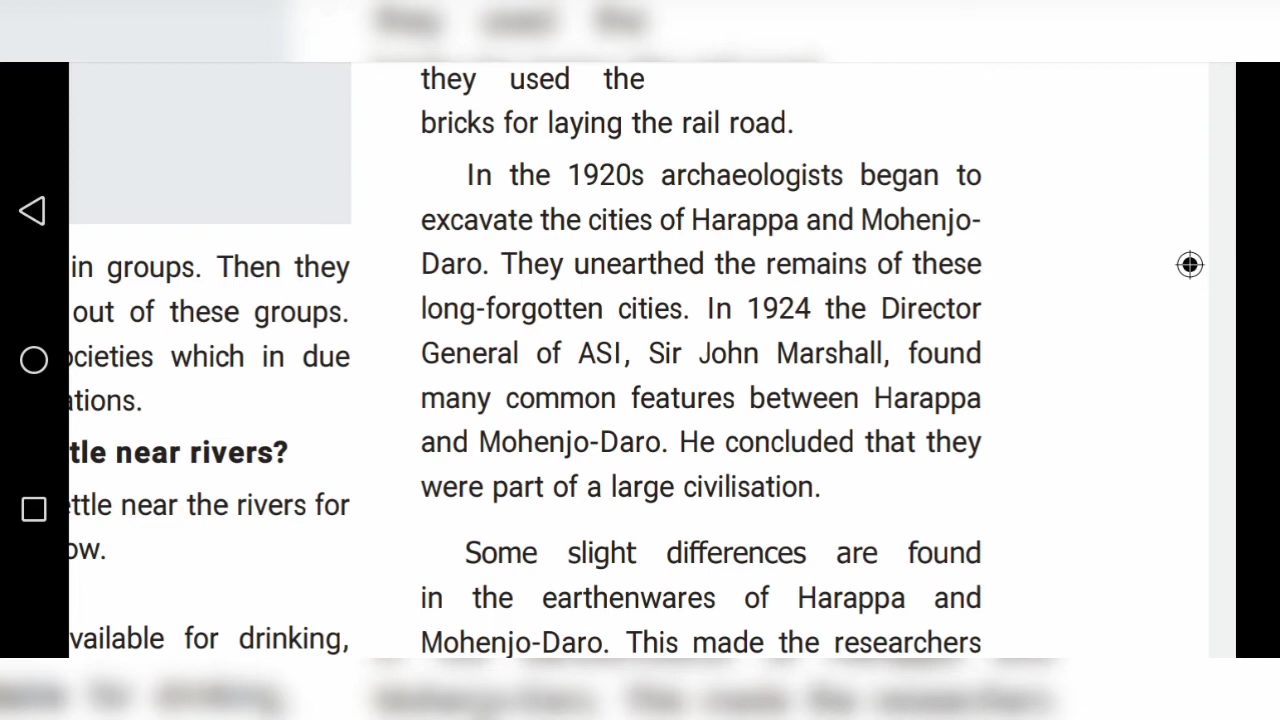 in groups. Then they
out of these groups.
ocieties which in due
ations.
tle near rivers?
ettle near the rivers for
ow.
vailable for drinking,
they used the
bricks for laying the rail road.
In the 1920s archaeologists began to
excavate the cities of Harappa and Mohenjo-
Daro. They unearthed the remains of these
long-forgotten cities. In 1924 the Director
General of ASI, Sir John Marshall, found
many common features between Harappa
and Mohenjo-Daro. He concluded that they
were part of a large civilisation.
Some slight differences are found
in the earthenwares of Harappa and
Mohenjo-Daro. This made the researchers